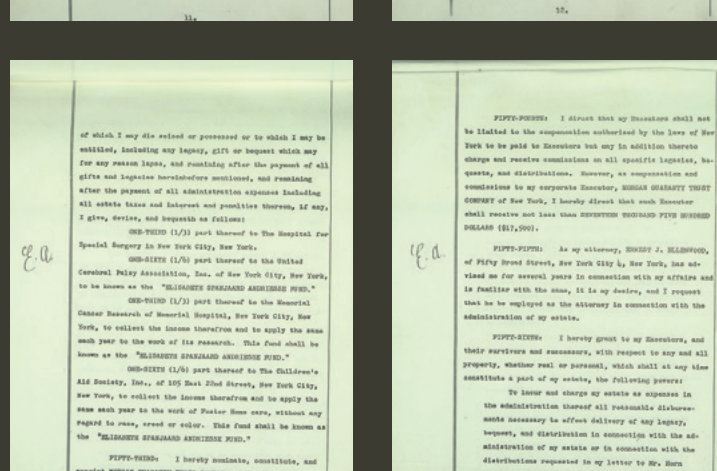 11.
12.
of which I may die seized or possessed or to which I may be
entitled, including any legacy, gift or bequest which may
for any reason lapse, and remaining after the payment of all
gifts and legacies hereinbefore mentioned, and remaining
after the payment of all administration expenses including
all estate taxes and interest and penalties thereon, if any,
I give, devise, and bequeath as follows:
ONE-THIRD (1/3) part thereof to The Hospital for
Special Surgery in New York City, New York.
ONE-SIXTH (1/6) part thereof to the United
Cerebral Palsy Association, Inc. of New York City, New York,
to be known as the "ELISABETH SPANJAARD ANDRIESSE FUND."
ONE-THIRD (1/3) part thereof to the Memorial
Cancer Research of Memorial Hospital, New York City, New
York, to collect the income therefrom and to apply the same
each year to the work of its research. This fund shall be
known as the "ELISABETH SPANJAARD ANDRIESSE FUND."
ONE-SIXTH (1/6) part thereof to The Children's
Aid Society, Inc., of 105 East 22nd Street, New York City,
New York, to collect the income therefrom and to apply the
same each year to the work of Foster Home care, without any
regard to race, creed or color. This fund shall be known as
the "ELISABETH SPANJAARD ANDRIESSE FUND."
FIFTY-THIRD: I hereby nominate, constitute, and
E.A.
FIFTY-FOURTH: I direct that my Executors shall not
be limited to the compensation authorized by the laws of New
York to be paid to Executors but may in addition thereto
charge and receive commissions on all specific legacies, be-
quests, and distributions. However, as compensation and
commissions to my corporate Executor, MORGAN GUARANTY TRUST
COMPANY of New York, I hereby direct that such Executor
shall receive not less than SEVENTEEN THOUSAND FIVE HUNDRED
DOLLARS ($17,500).
FIFTY-FIFTH: As my attorney, ERNEST J. ELLENWOOD,
of Fifty Broad Street, New York City 4, New York, has ad-
vised me for several years in connection with my affairs and
is familiar with the same, it is my desire, and I request
that he be employed as the attorney in connection with the
administration of my estate.
FIFTY-SIXTH: I hereby grant to my Executors, and
their survivors and successors, with respect to any and all
property, whether real or personal, which shall at any time
constitute a part of my estate, the following powers:
To incur and charge my estate as expenses in
the administration thereof all reasonable disburse-
ments necessary to effect delivery of any legacy,
bequest, and distribution in connection with the ad-
ministration of my estate or in connection with the
distributions requested in my letter to Mr. Hern
E.A.